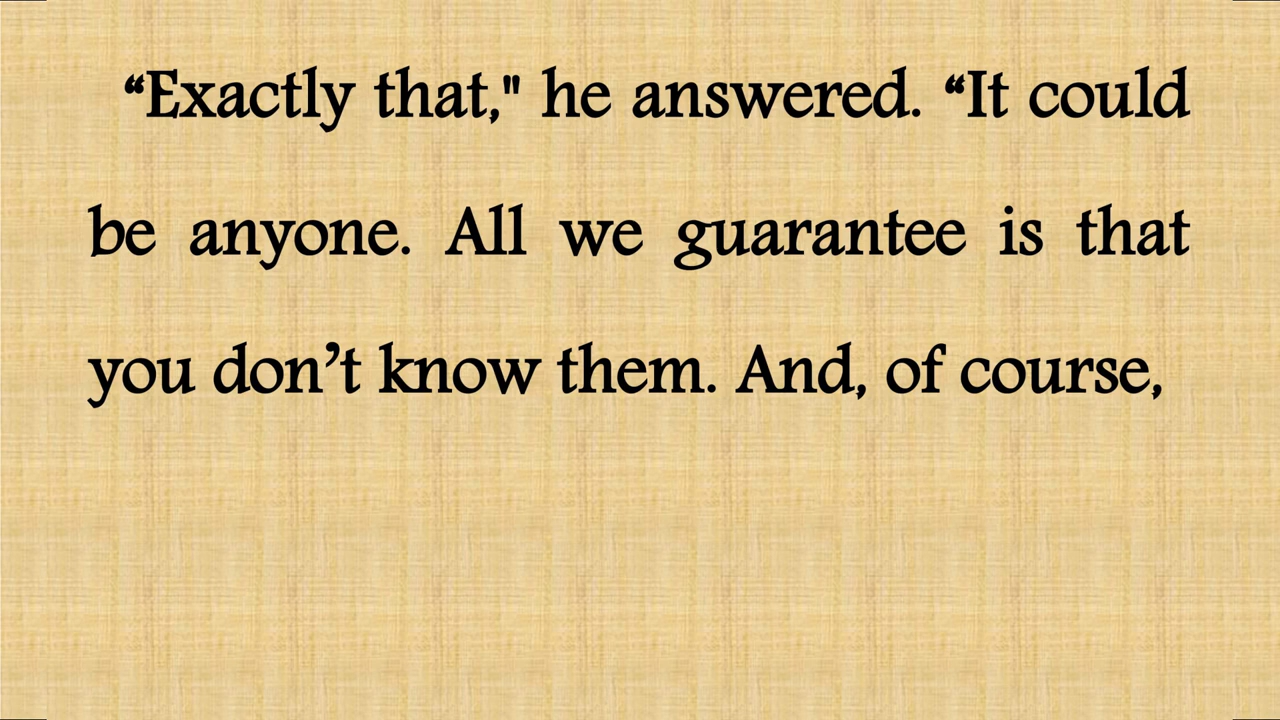 “Exactly that," he answered. “It could
be anyone. All we guarantee is that
you don’t know them. And, of course,